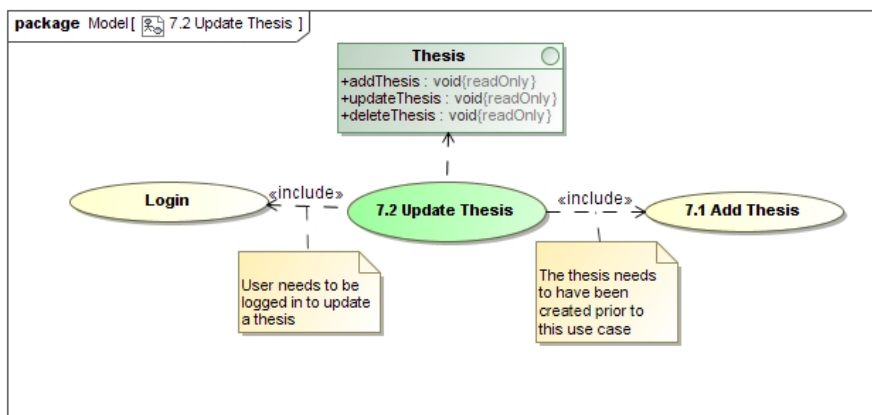 package Model[ 7.2 Update Thesis ]
Thesis
+addThesis : void{readOnly}
+updateThesis : void{readOnly}
+deleteThesis : void{readOnly}
«include»
«include»
Login
7.2 Update Thesis
7.1 Add Thesis
User needs to be
logged in to update
a thesis
The thesis needs
to have been
created prior to
this use case